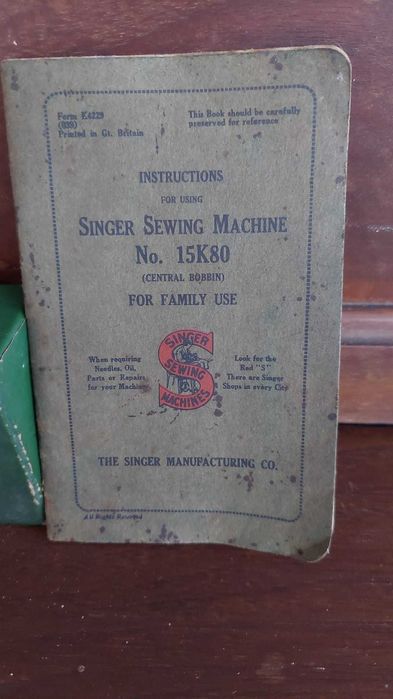 Form K4229
(839)
Printed in Gt. Britain
This Book should be carefully
preserved for reference
INSTRUCTIONS
FOR USING
SINGER SEWING MACHINE
No. 15K80
(CENTRAL BOBBIN)
FOR FAMILY USE
When requiring
Needles, Oil,
Parts or Repairs
for your Machine
SINGER
SEWING
MACHINES
Look for the
Red "S"
There are Singer
Shops in every City
THE SINGER MANUFACTURING CO.
All Rights Reserved